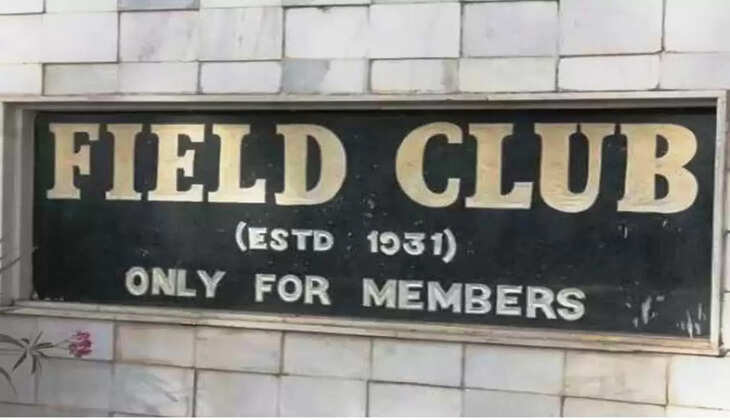 FIELD CLUB
(ESTD 1931)
ONLY FOR MEMBERS